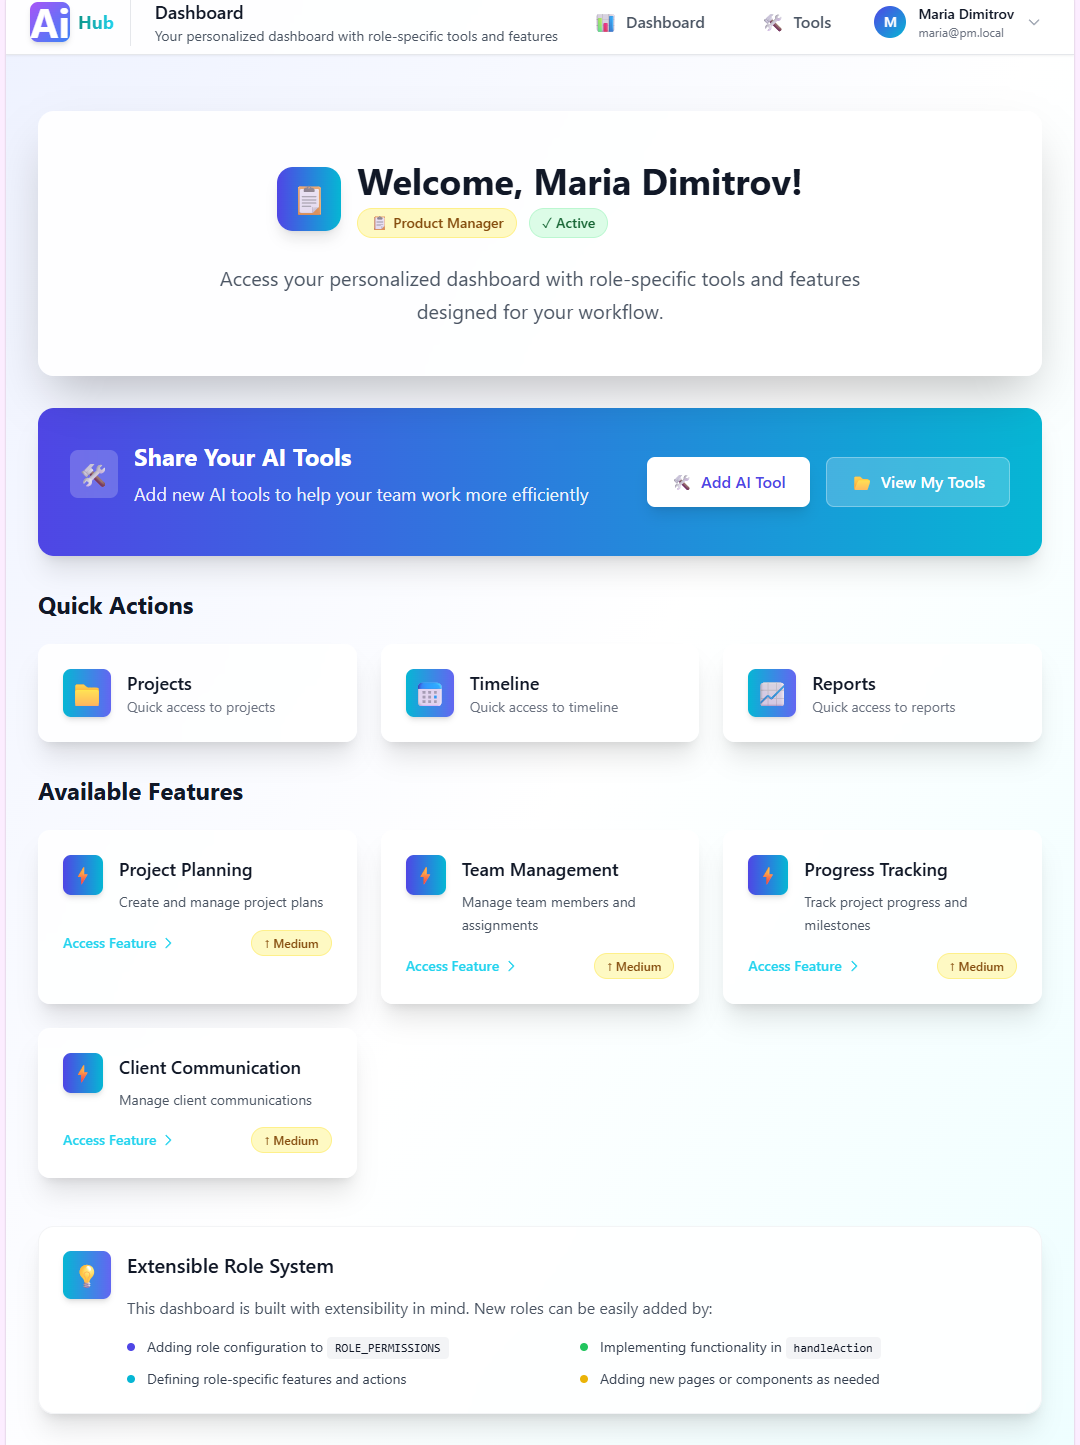 Ai Hub
Dashboard
Your personalized dashboard with role-specific tools and features
Dashboard
Tools
M
Maria Dimitrov
maria@pm.local
Welcome, Maria Dimitrov!
Product Manager
✓ Active
Access your personalized dashboard with role-specific tools and features
designed for your workflow.
Share Your AI Tools
Add new AI tools to help your team work more efficiently
Add AI Tool
View My Tools
Quick Actions
Projects
Quick access to projects
Timeline
Quick access to timeline
Reports
Quick access to reports
Available Features
Project Planning
Create and manage project plans
Access Feature
↑ Medium
Team Management
Manage team members and
assignments
Access Feature
↑ Medium
Progress Tracking
Track project progress and
milestones
Access Feature
↑ Medium
Client Communication
Manage client communications
Access Feature
↑ Medium
Extensible Role System
This dashboard is built with extensibility in mind. New roles can be easily added by:
Adding role configuration to ROLE_PERMISSIONS
Implementing functionality in handleAction
Defining role-specific features and actions
Adding new pages or components as needed